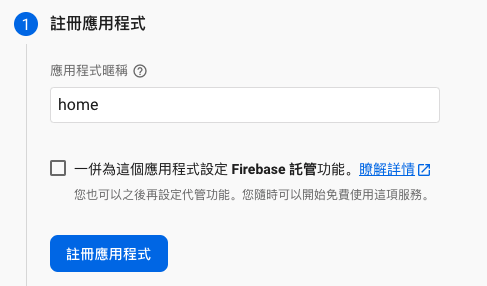 1 註冊應用程式
應用程式暱稱 ?
home
一併為這個應用程式設定 Firebase 託管功能。瞭解詳情
您也可以之後再設定代管功能。您隨時可以開始免費使用這項服務。
註冊應用程式